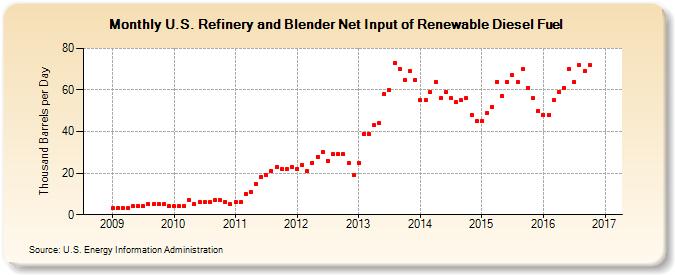 Monthly U.S. Refinery and Blender Net Input of Renewable Diesel Fuel
Thousand Barrels per Day
80
60
40
20
0
2009 2010 2011 2012 2013 2014 2015 2016 2017
Source: U.S. Energy Information Administration